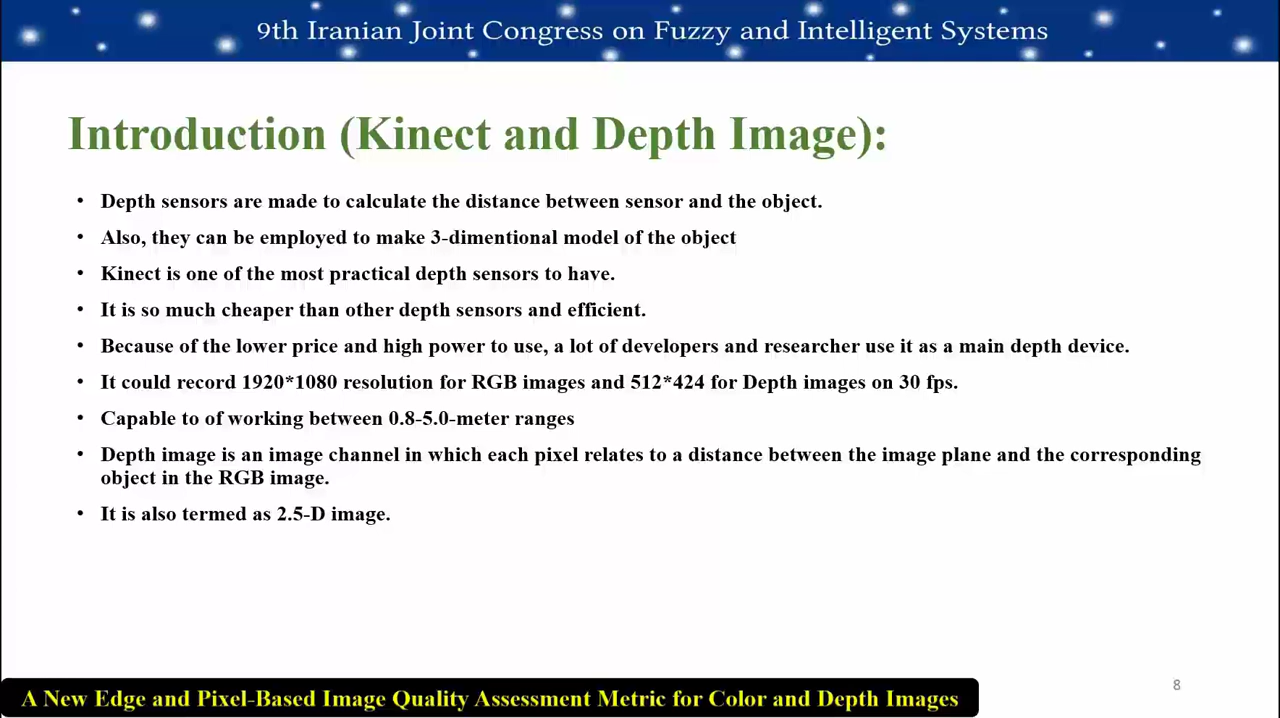 9th Iranian Joint Congress on Fuzzy and Intelligent Systems
Introduction (Kinect and Depth Image):
• Depth sensors are made to calculate the distance between sensor and the object.
• Also, they can be employed to make 3-dimentional model of the object
• Kinect is one of the most practical depth sensors to have.
• It is so much cheaper than other depth sensors and efficient.
• Because of the lower price and high power to use, a lot of developers and researcher use it as a main depth device.
• It could record 1920*1080 resolution for RGB images and 512*424 for Depth images on 30 fps.
• Capable to of working between 0.8-5.0-meter ranges
• Depth image is an image channel in which each pixel relates to a distance between the image plane and the corresponding
object in the RGB image.
• It is also termed as 2.5-D image.
8
A New Edge and Pixel-Based Image Quality Assessment Metric for Color and Depth Images